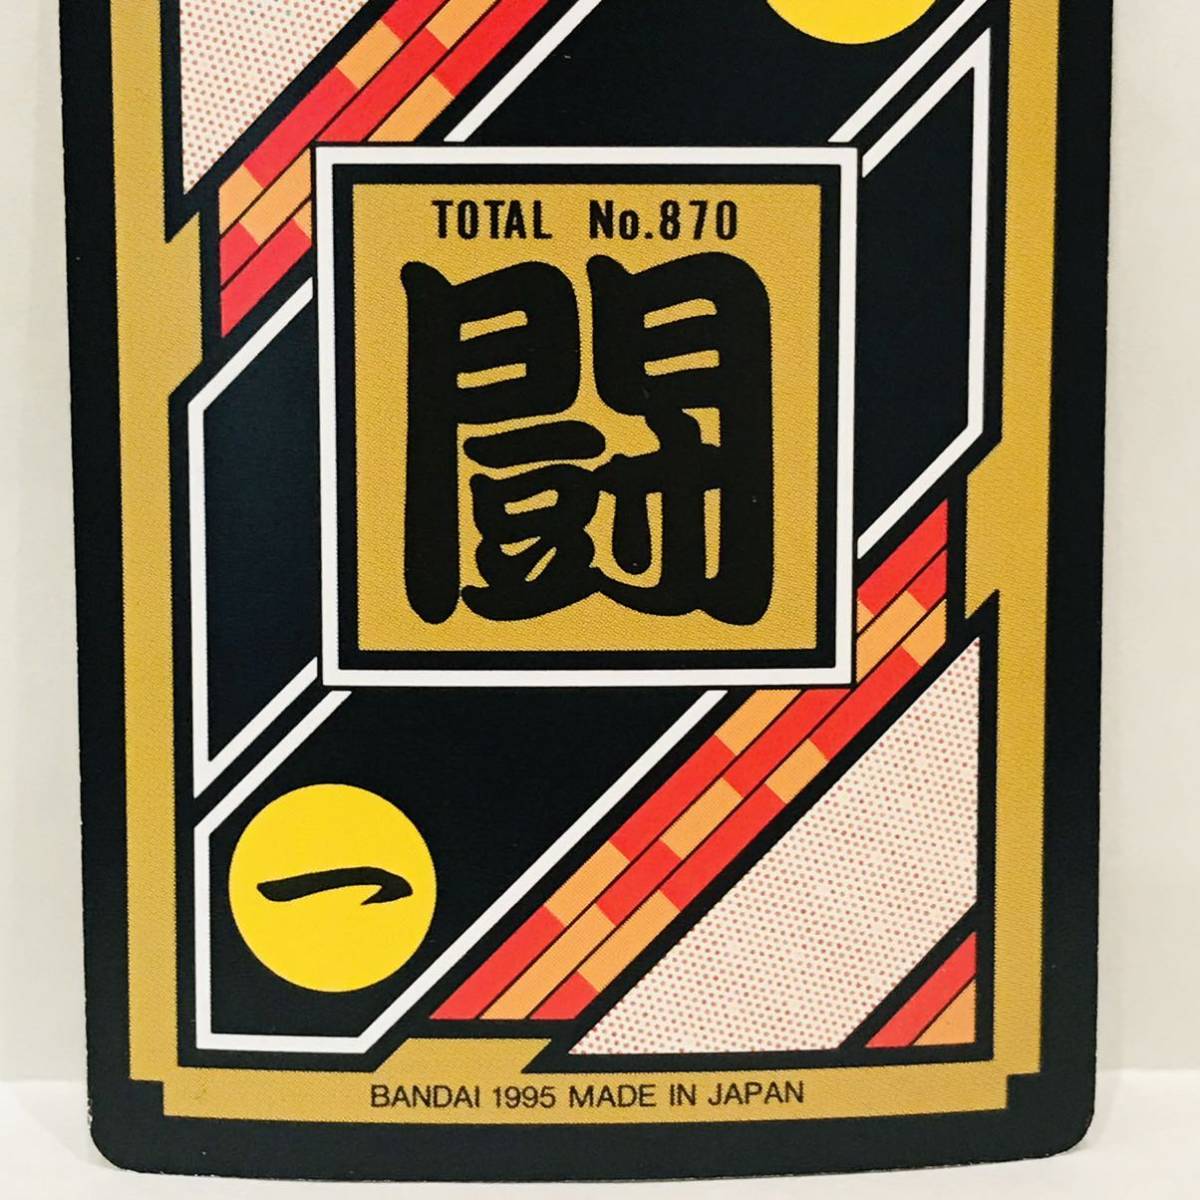 TOTAL No.870
闘
一
BANDAI 1995 MADE IN JAPAN